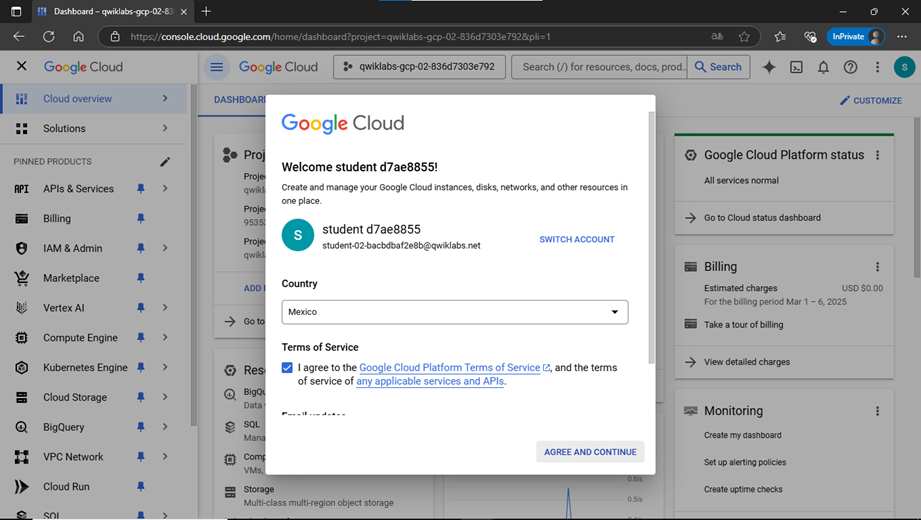 Dashboard – qwiklabs-gcp-02-83
https://console.cloud.google.com/home/dashboard?project=qwiklabs-gcp-02-836d7303e7928&pli=1
InPrivate
Google Cloud
Google Cloud
qwiklabs-gcp-02-836d7303e792
Search (/) for resources, docs, prod...
Search
S
Cloud overview
Solutions
PINNED PRODUCTS
API APIs & Services
Billing
IAM & Admin
Marketplace
Vertex AI
Compute Engine
Kubernetes Engine
Cloud Storage
BigQuery
VPC Network
Cloud Run
SQL
DASHBOARD
CUSTOMIZE
Proj
Projec
qwikla
Projec
9535
Projec
qwikla
ADD
Go to
Reso
BigQu
Data
SQL
Mana
Comp
VMs,
Storage
Multi-class multi-region object storage
Google Cloud
Welcome student d7ae8855!
Create and manage your Google Cloud instances, disks, networks, and other resources in
one place.
S
student d7ae8855
student-02-bacbdbaf2e8b@qwiklabs.net
SWITCH ACCOUNT
Country
Mexico
Terms of Service
I agree to the Google Cloud Platform Terms of Service, and the terms
of service of any applicable services and APIs.
Email updates
AGREE AND CONTINUE
0.6/s
0.5/s
Google Cloud Platform status
All services normal
Go to Cloud status dashboard
Billing
Estimated charges USD $0.00
For the billing period Mar 1 – 6, 2025
Take a tour of billing
View detailed charges
Monitoring
Create my dashboard
Set up alerting policies
Create uptime checks